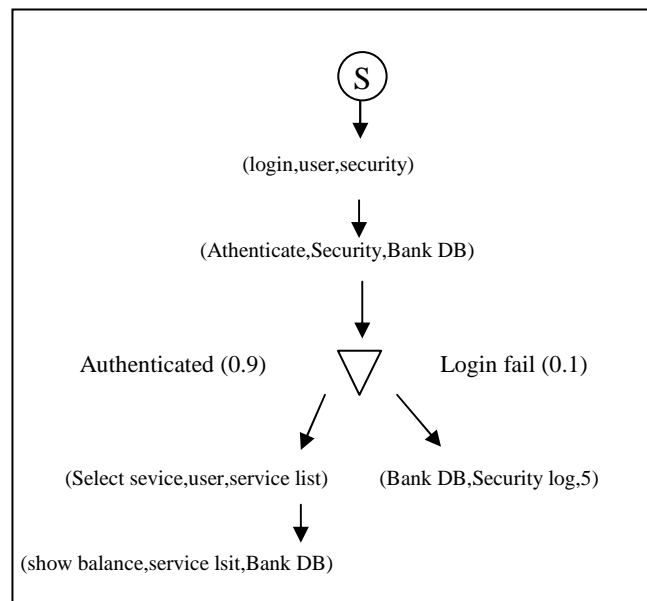 S
(login,user,security)
(Athenticate,Security,Bank DB)
Authenticated (0.9)
Login fail (0.1)
(Select sevice,user,service list)
(Bank DB,Security log,5)
(show balance,service lsit,Bank DB)